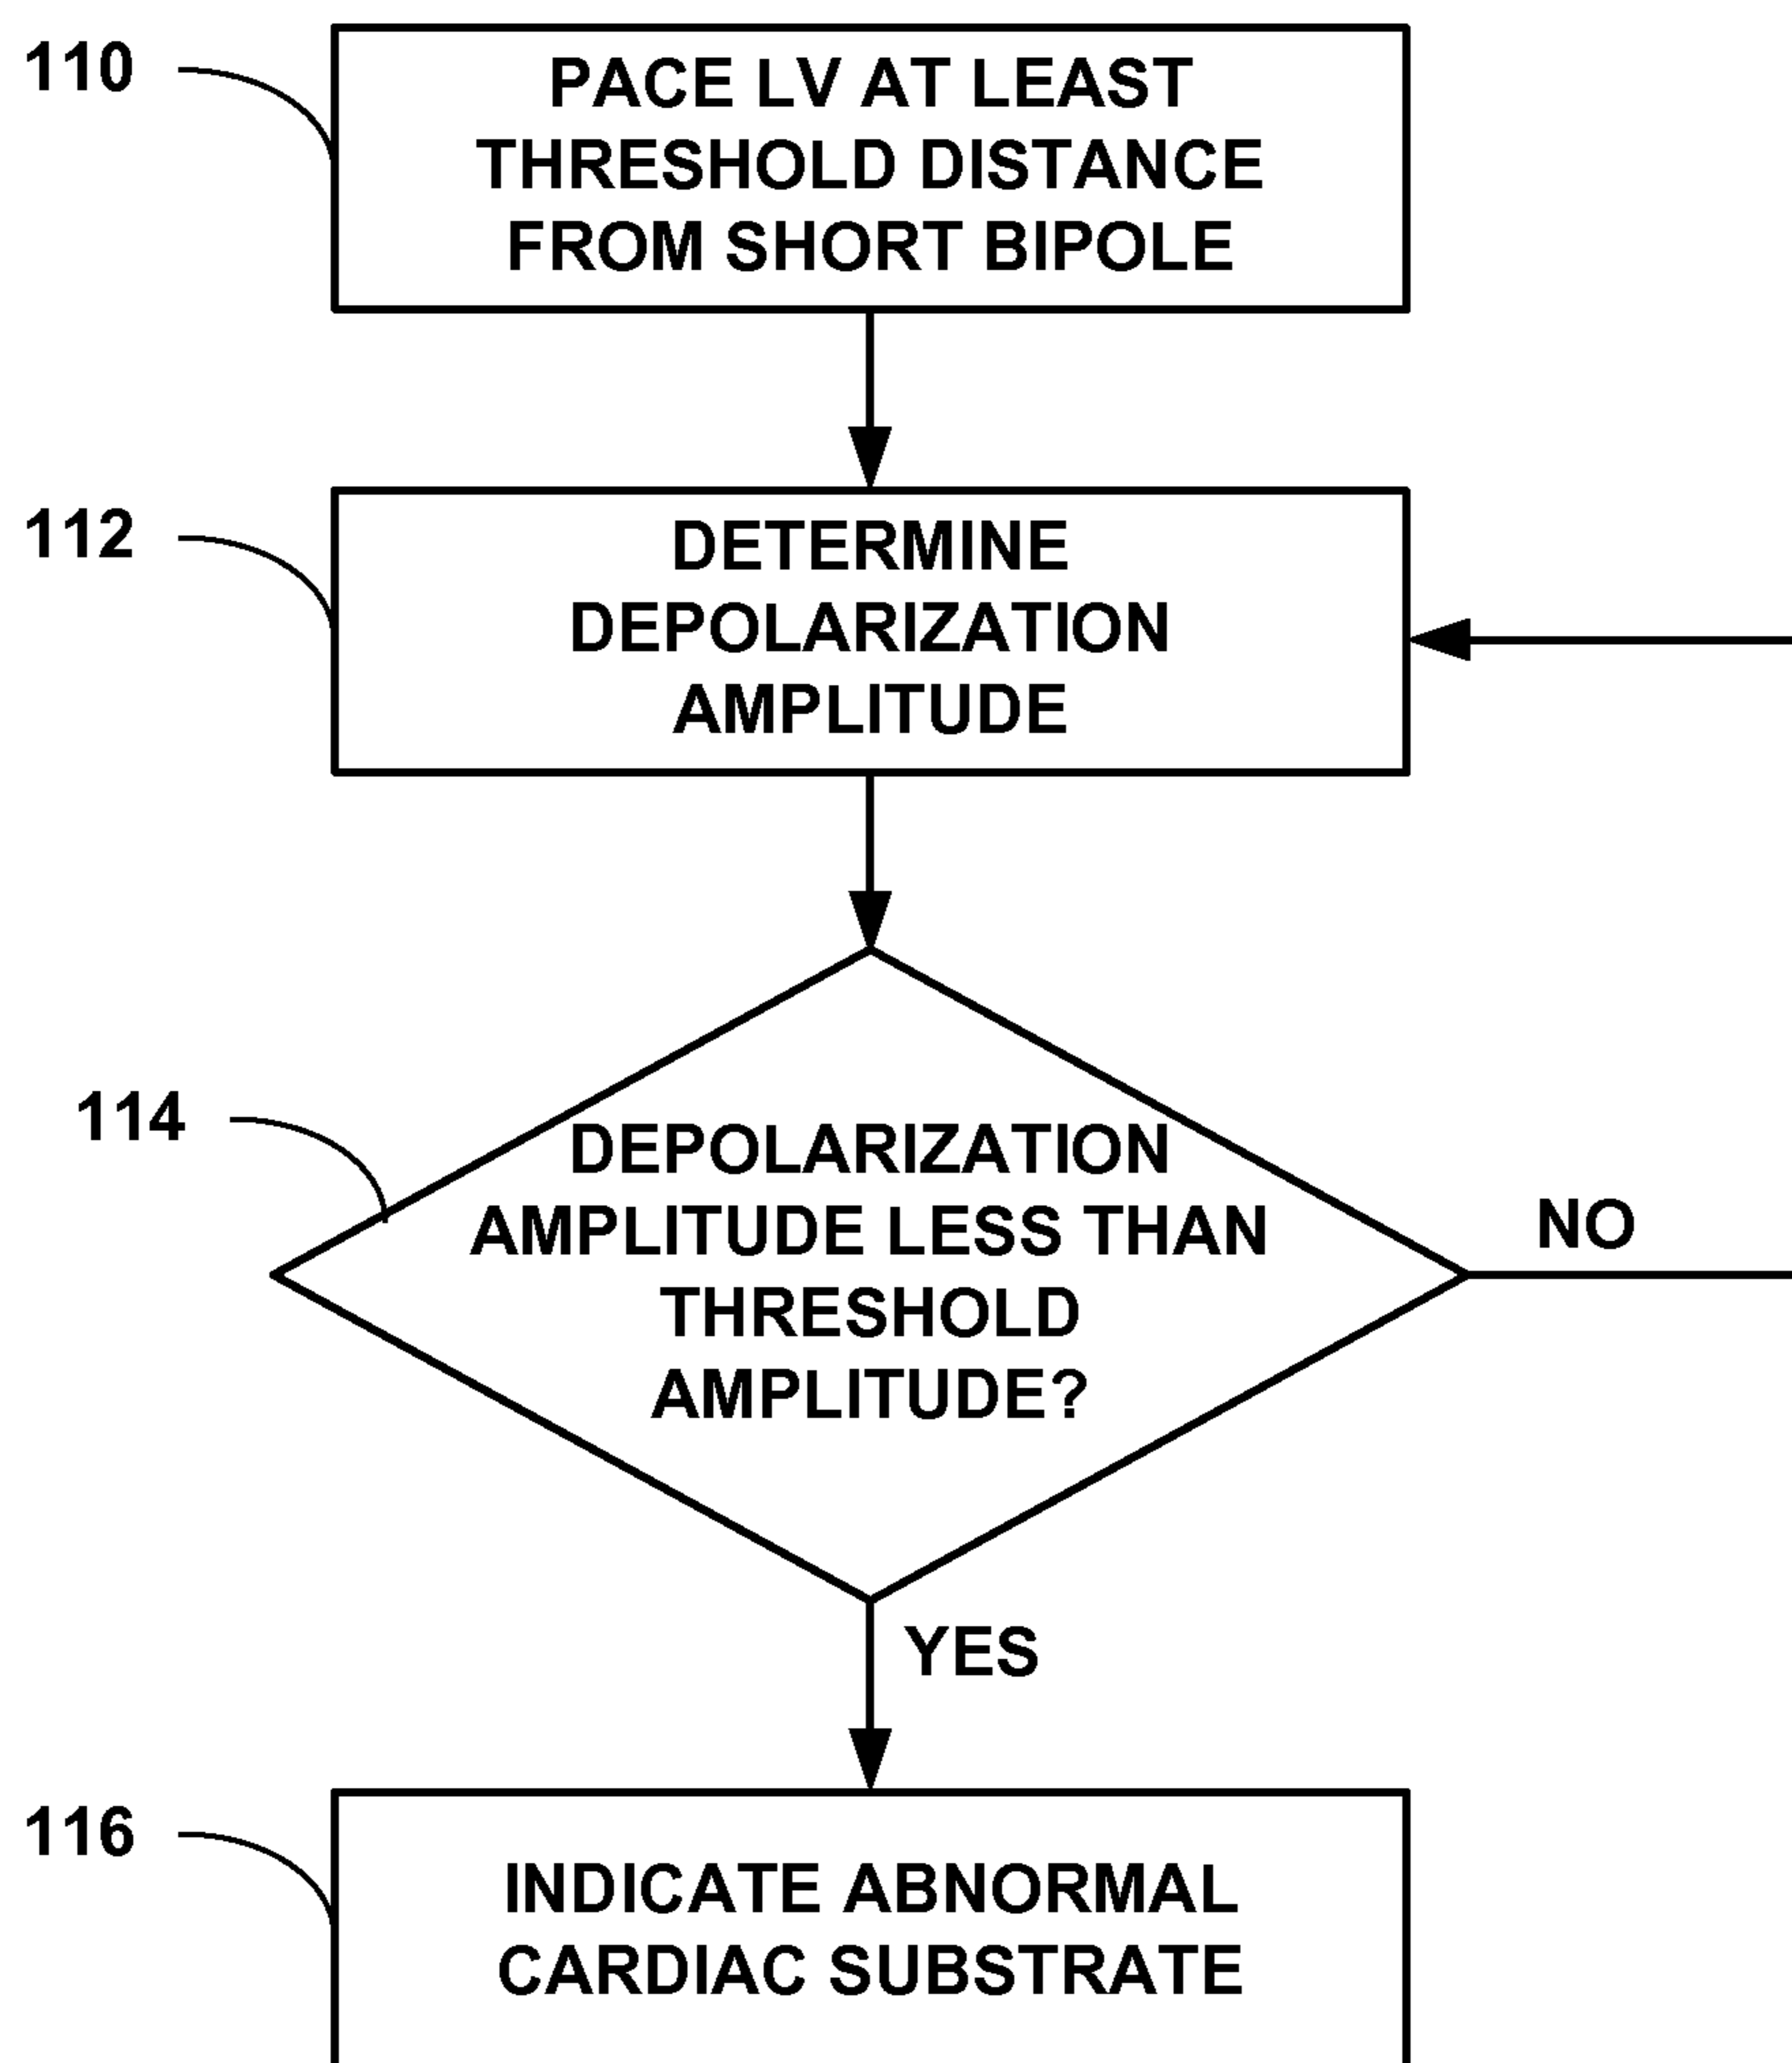 110
PACE LV AT LEAST
THRESHOLD DISTANCE
FROM SHORT BIPOLE
112
DETERMINE
DEPOLARIZATION
AMPLITUDE
114
DEPOLARIZATION
AMPLITUDE LESS THAN
THRESHOLD
AMPLITUDE?
NO
YES
116
INDICATE ABNORMAL
CARDIAC SUBSTRATE